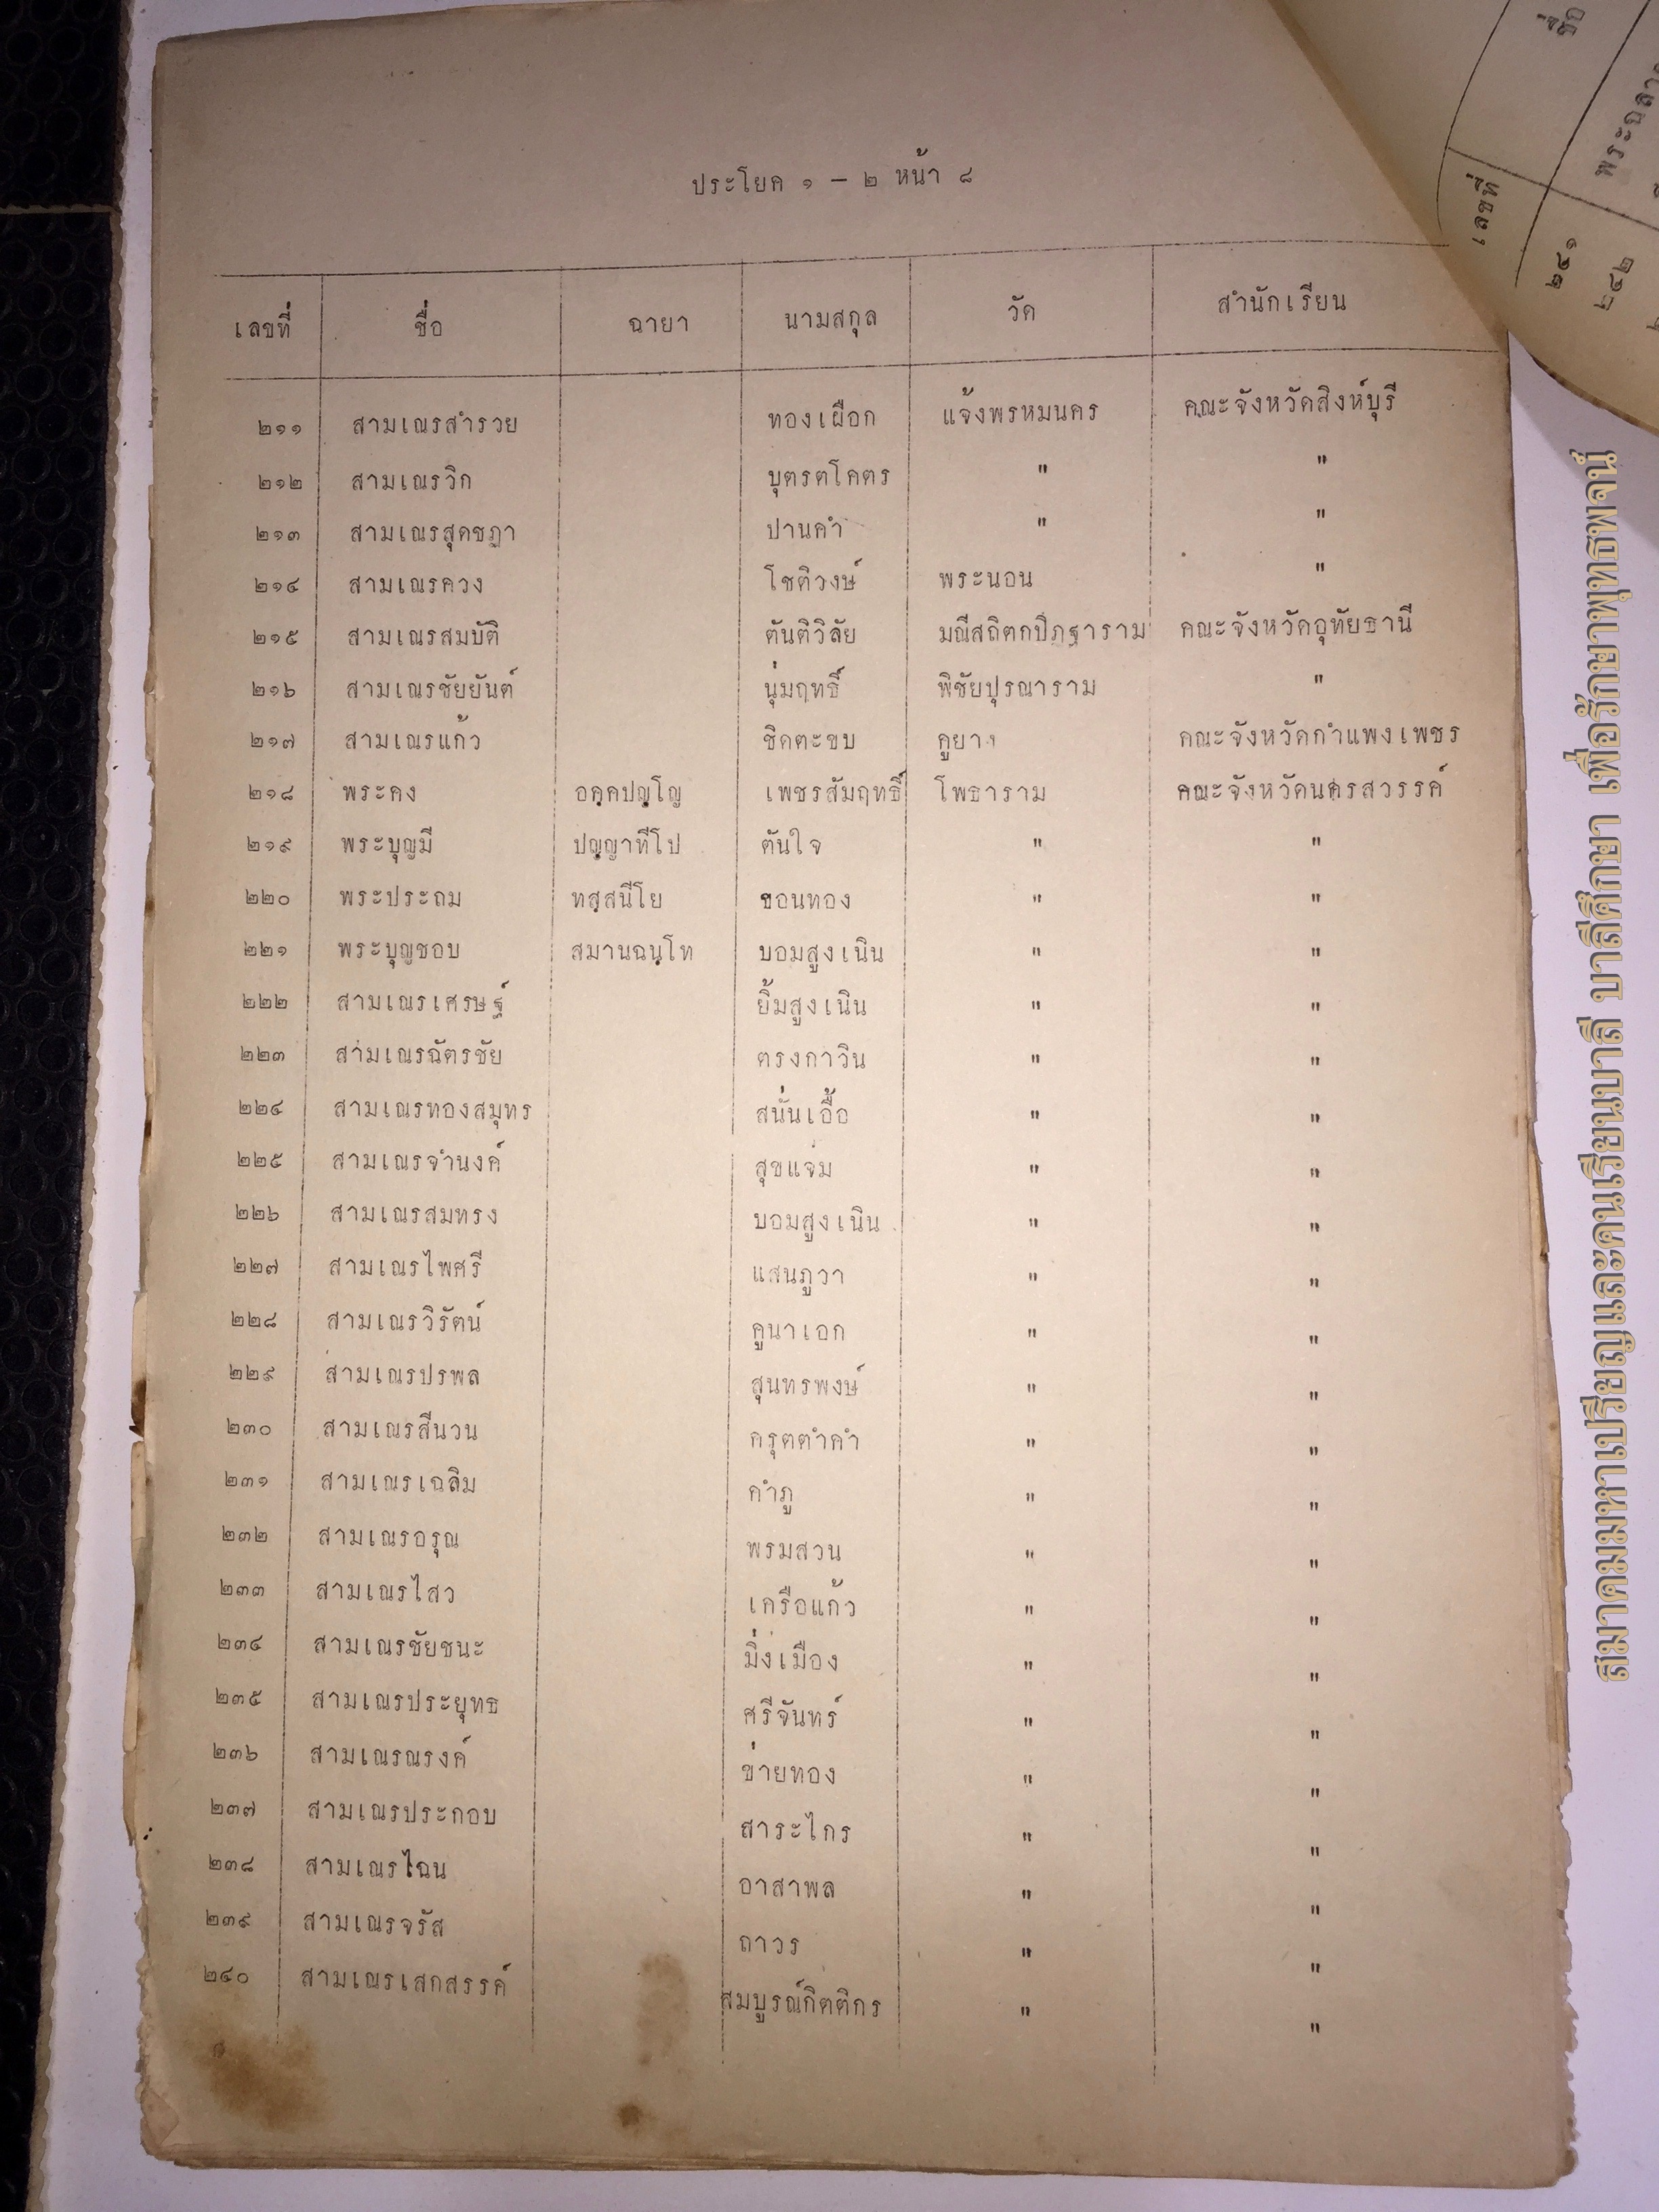 ประโยค ๑ – ๒ หน้า ๘
เลขที่ ชื่อ ฉายา นามสกุล วัด สำนักเรียน
๒๑๑ สามเณรสำรวย ทองเผือก แจ้งพรหมนคร คณะจังหวัดสิงห์บุรี
๒๑๒ สามเณรวิก บุตรตโคตร " "
๒๑๓ สามเณรสุดชฎา ปานคำ " "
๒๑๔ สามเณรควง โชติวงษ์ พระนอน "
๒๑๕ สามเณรสมบัติ ตันติวิลัย มณีสถิตกปิฎฐาราม คณะจังหวัดอุทัยธานี
๒๑๖ สามเณรชัยยันต์ นุ่มฤทธิ์ พิชัยปุรณาราม "
๒๑๗ สามเณรแก้ว ชิดตะขบ คูยาง คณะจังหวัดกำแพงเพชร
๒๑๘ พระคง อคฺคปญฺโญ เพชรสัมฤทธิ์ โพธาราม คณะจังหวัดนครสวรรค์
๒๑๙ พระบุญมี ปญฺญาทีโป ตันใจ " "
๒๒๐ พระประถม ทสฺสนีโย ขอนทอง " "
๒๒๑ พระบุญชอบ สมานฉนฺโท บอมสูงเนิน " "
๒๒๒ สามเณรเศรษฐ์ ยิ้มสูงเนิน " "
๒๒๓ สามเณรฉัตรชัย ตรงกาวิน " "
๒๒๔ สามเณรทองสมุทร สนั่นเอื้อ " "
๒๒๕ สามเณรจำนงค์ สุขแจ่ม " "
๒๒๖ สามเณรสมทรง บอมสูงเนิน " "
๒๒๗ สามเณรไพศรี แสนภูวา " "
๒๒๘ สามเณรวิรัตน์ คูนาเอก " "
๒๒๙ สามเณรปรพล สุนทรพงษ์ " "
๒๓๐ สามเณรสีนวน ครุตตำคำ " "
๒๓๑ สามเณรเฉลิม คำภู " "
๒๓๒ สามเณรอรุณ พรมสวน " "
๒๓๓ สามเณรไสว เครือแก้ว " "
๒๓๔ สามเณรชัยชนะ มิ่งเมือง " "
๒๓๕ สามเณรประยุทธ ศรีจันทร์ " "
๒๓๖ สามเณรณรงค์ ข่ายทอง " "
๒๓๗ สามเณรประกอบ สาระไกร " "
๒๓๘ สามเณรไฉน อาสาพล " "
๒๓๙ สามเณรจรัส ถาวร " "
๒๔๐ สามเณรเสกสรรค์ สมบูรณ์กิตติกร " "
เลขที่ ชื่อ
๒๔๑
๒๔๒
สมาคมมหาเปรียญและคนเรียนบาลี บาลีศึกษา เพื่อรักษาพุทธพจน์